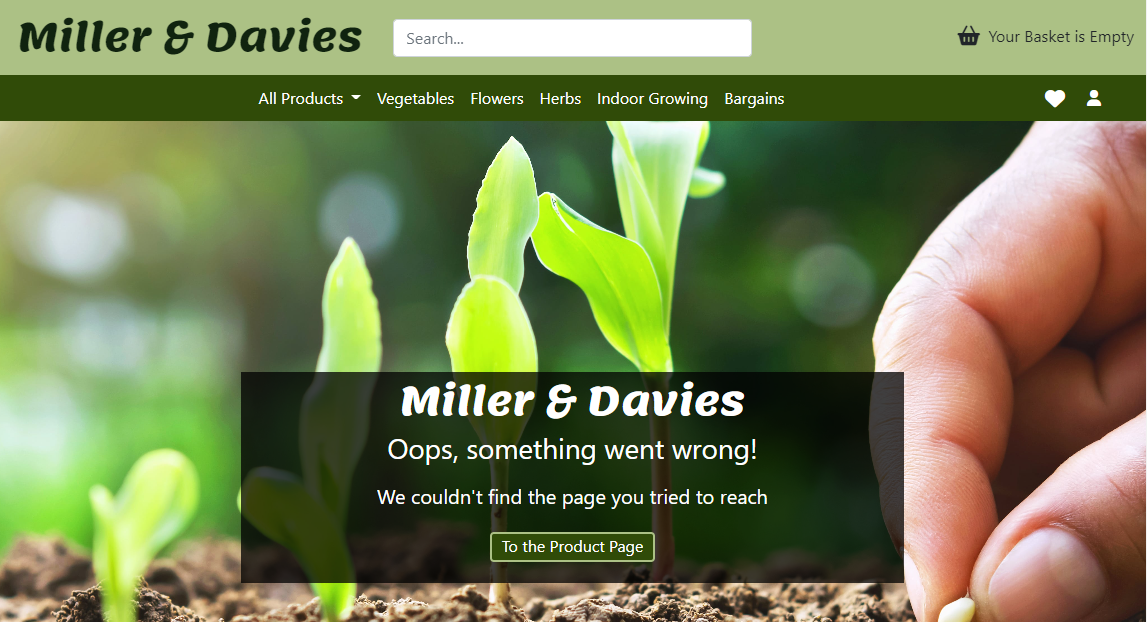 Miller & Davies
Search...
Your Basket is Empty
All Products
Vegetables
Flowers
Herbs
Indoor Growing
Bargains
Miller & Davies
Oops, something went wrong!
We couldn't find the page you tried to reach
To the Product Page